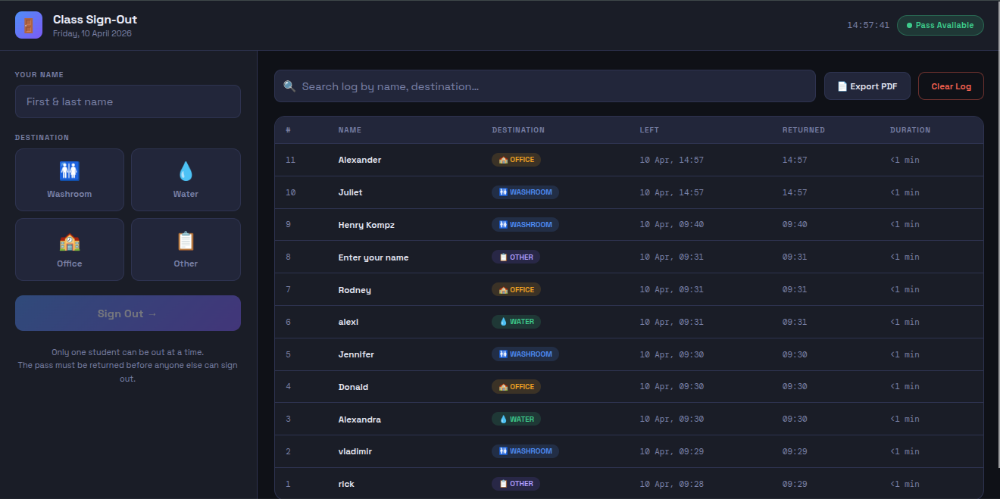 Class Sign-Out
Friday, 10 April 2026
14:57:41
Pass Available
YOUR NAME
First & last name
DESTINATION
Washroom
Water
Office
Other
Sign Out →
Only one student can be out at a time.
The pass must be returned before anyone else can sign
out.
Search log by name, destination...
Export PDF
Clear Log
# NAME DESTINATION LEFT RETURNED DURATION
11 Alexander OFFICE 10 Apr, 14:57 14:57 <1 min
10 Juliet WASHROOM 10 Apr, 14:57 14:57 <1 min
9 Henry Kompz WASHROOM 10 Apr, 09:40 09:40 <1 min
8 Enter your name OTHER 10 Apr, 09:31 09:31 <1 min
7 Rodney OFFICE 10 Apr, 09:31 09:31 <1 min
6 alexi WATER 10 Apr, 09:31 09:31 <1 min
5 Jennifer WASHROOM 10 Apr, 09:30 09:30 <1 min
4 Donald OFFICE 10 Apr, 09:30 09:30 <1 min
3 Alexandra WATER 10 Apr, 09:30 09:30 <1 min
2 vladimir WASHROOM 10 Apr, 09:29 09:29 <1 min
1 rick OTHER 10 Apr, 09:28 09:29 <1 min